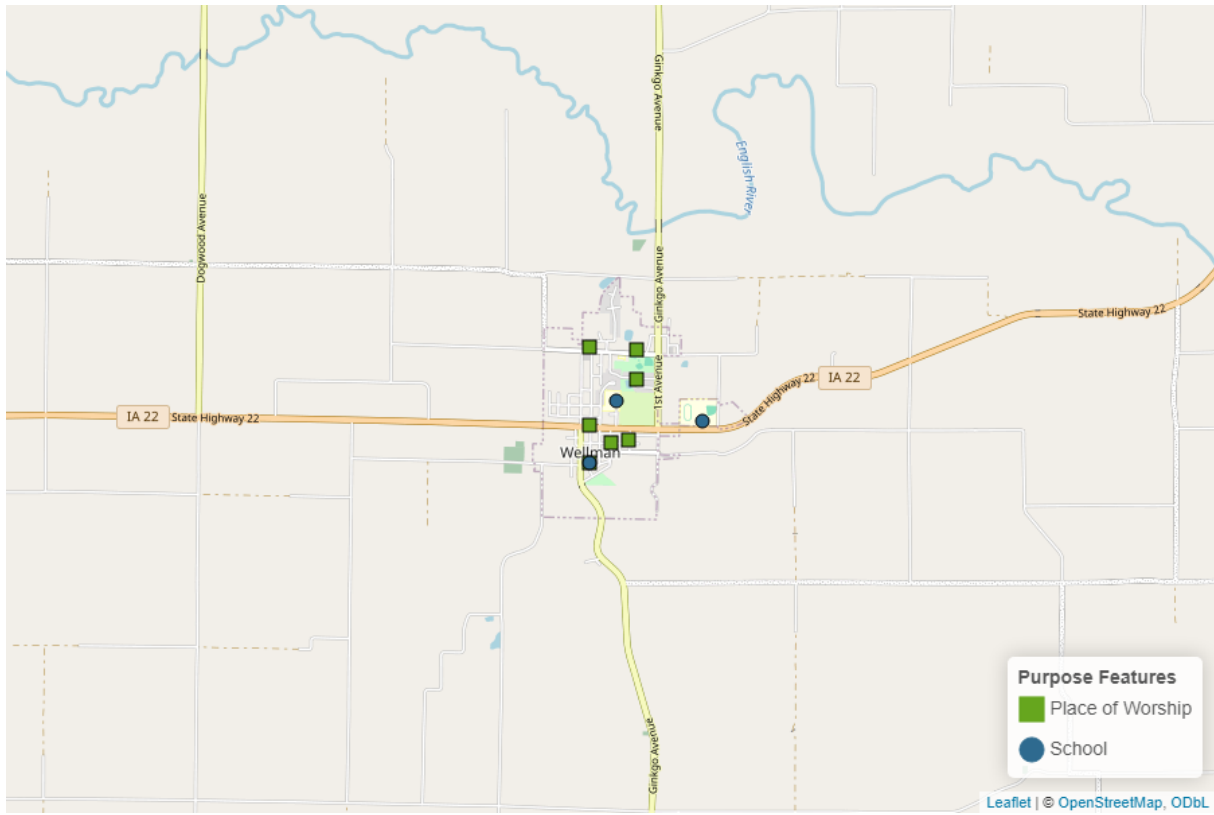 Ginkgo Avenue
English River
Dogwood Avenue
Ginkgo Avenue
State Highway 22
1st Avenue
IA 22
State Highway 22
IA 22
State Highway 22
Wellman
Ginkgo Avenue
Purpose Features
Place of Worship
School
Leaflet | © OpenStreetMap, ODbL